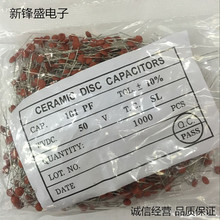 新锋盛电子
CERAMIC DISC CAPACITORS
CAP. 101 PF TOL ± 10%
WVDC 50 V T.C. SL
QUANTITY: 1000 PCS
LOT NO.
DATE
Q.C.
PASS
诚信经营 品质保证